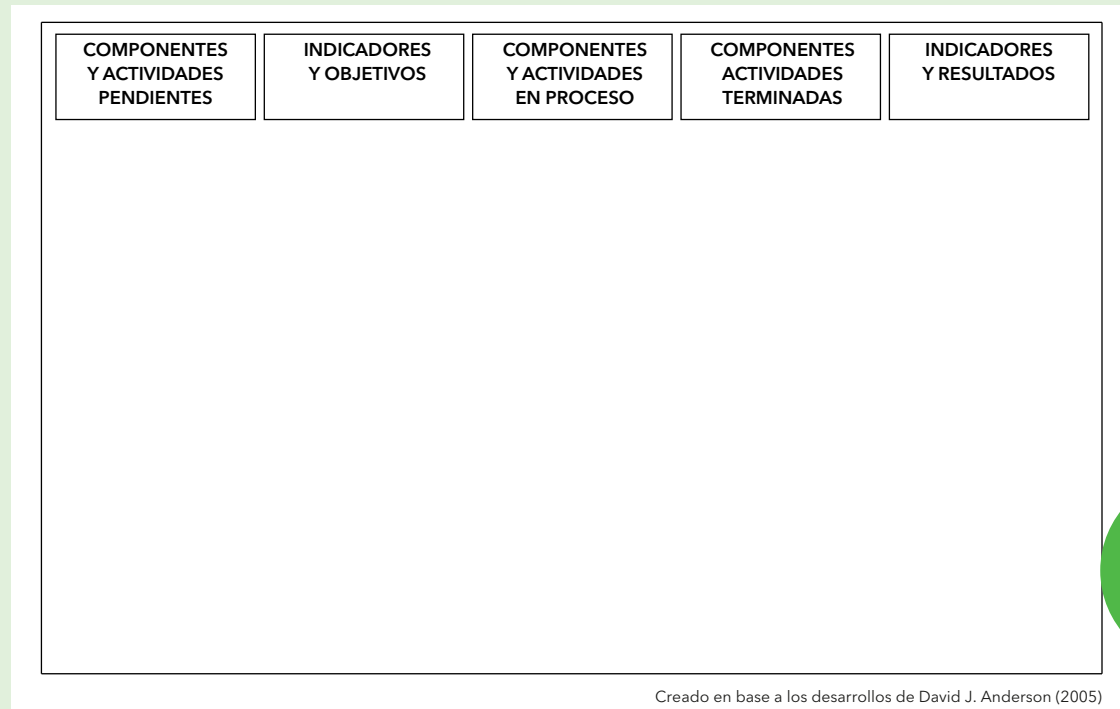 COMPONENTES
Y ACTIVIDADES
PENDIENTES
INDICADORES
Y OBJETIVOS
COMPONENTES
Y ACTIVIDADES
EN PROCESO
COMPONENTES
ACTIVIDADES
TERMINADAS
INDICADORES
Y RESULTADOS
Creado en base a los desarrollos de David J. Anderson (2005)